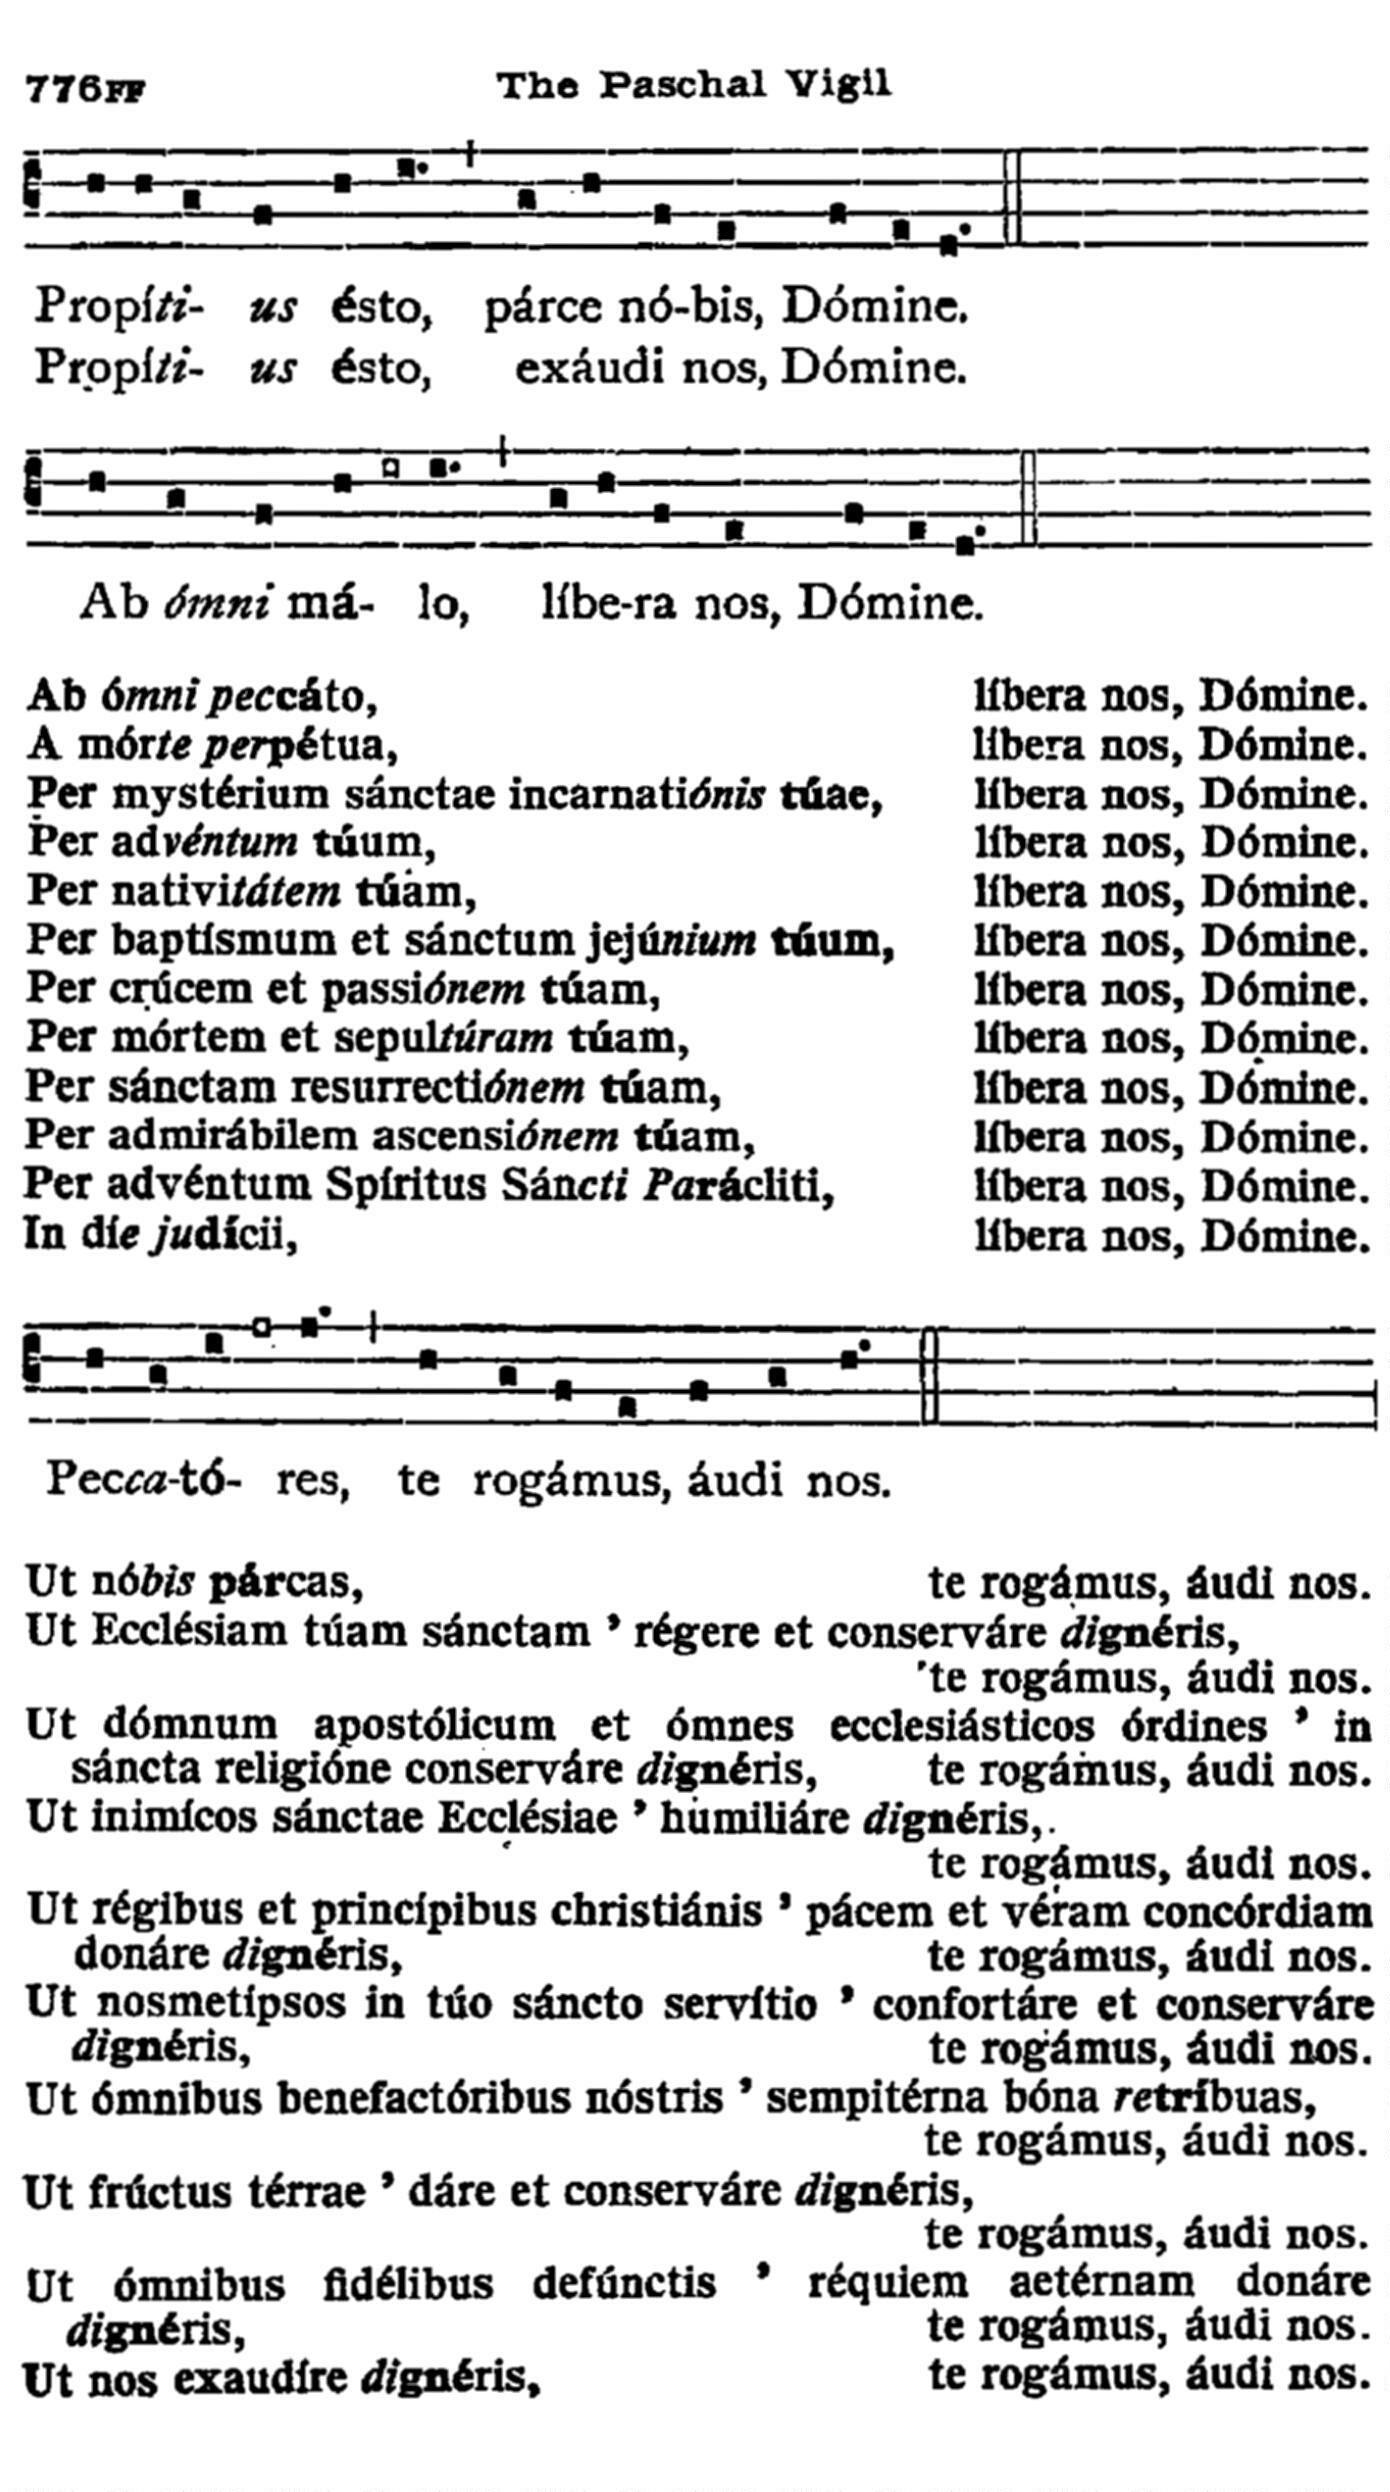 776FF The Paschal Vigil
Propíti- us ésto, párce nó-bis, Dómine.
Propíti- us ésto, exáudi nos, Dómine.
Ab ómni má- lo, líbe-ra nos, Dómine.
Ab ómni peccáto, líbera nos, Dómine.
A mórte perpétua, líbera nos, Dómine.
Per mystérium sánctae incarnatiónis túae, líbera nos, Dómine.
Per advéntum túum, líbera nos, Dómine.
Per nativitátem túam, líbera nos, Dómine.
Per baptísmum et sánctum jejúnium túum, líbera nos, Dómine.
Per crúcem et passiónem túam, líbera nos, Dómine.
Per mórtem et sepultúram túam, líbera nos, Dómine.
Per sánctam resurrectiónem túam, líbera nos, Dómine.
Per admirábilem ascensiónem túam, líbera nos, Dómine.
Per advéntum Spíritus Sáncti Parácliti, líbera nos, Dómine.
In díe judícii, líbera nos, Dómine.
Pecca-tó- res, te rogámus, áudi nos.
Ut nóbis párcas, te rogámus, áudi nos.
Ut Ecclésiam túam sánctam ’ régere et conserváre dignéris,
te rogámus, áudi nos.
Ut dómnum apostólicum et ómnes ecclesiásticos órdines ’ in
sáncta religióne conserváre dignéris, te rogámus, áudi nos.
Ut inimícos sánctae Ecclésiae ’ humiliáre dignéris,
te rogámus, áudi nos.
Ut régibus et princípibus christiánis ’ pácem et véram concórdiam
donáre dignéris, te rogámus, áudi nos.
Ut nosmetípsos in túo sáncto servítio ’ confortáre et conserváre
dignéris, te rogámus, áudi nos.
Ut ómnibus benefactóribus nóstris ’ sempitérna bóna retríbuas,
te rogámus, áudi nos.
Ut frúctus térrae ’ dáre et conserváre dignéris,
te rogámus, áudi nos.
Ut ómnibus fidélibus defúnctis ’ réquiem aetérnam donáre
dignéris, te rogámus, áudi nos.
Ut nos exaudíre dignéris, te rogámus, áudi nos.